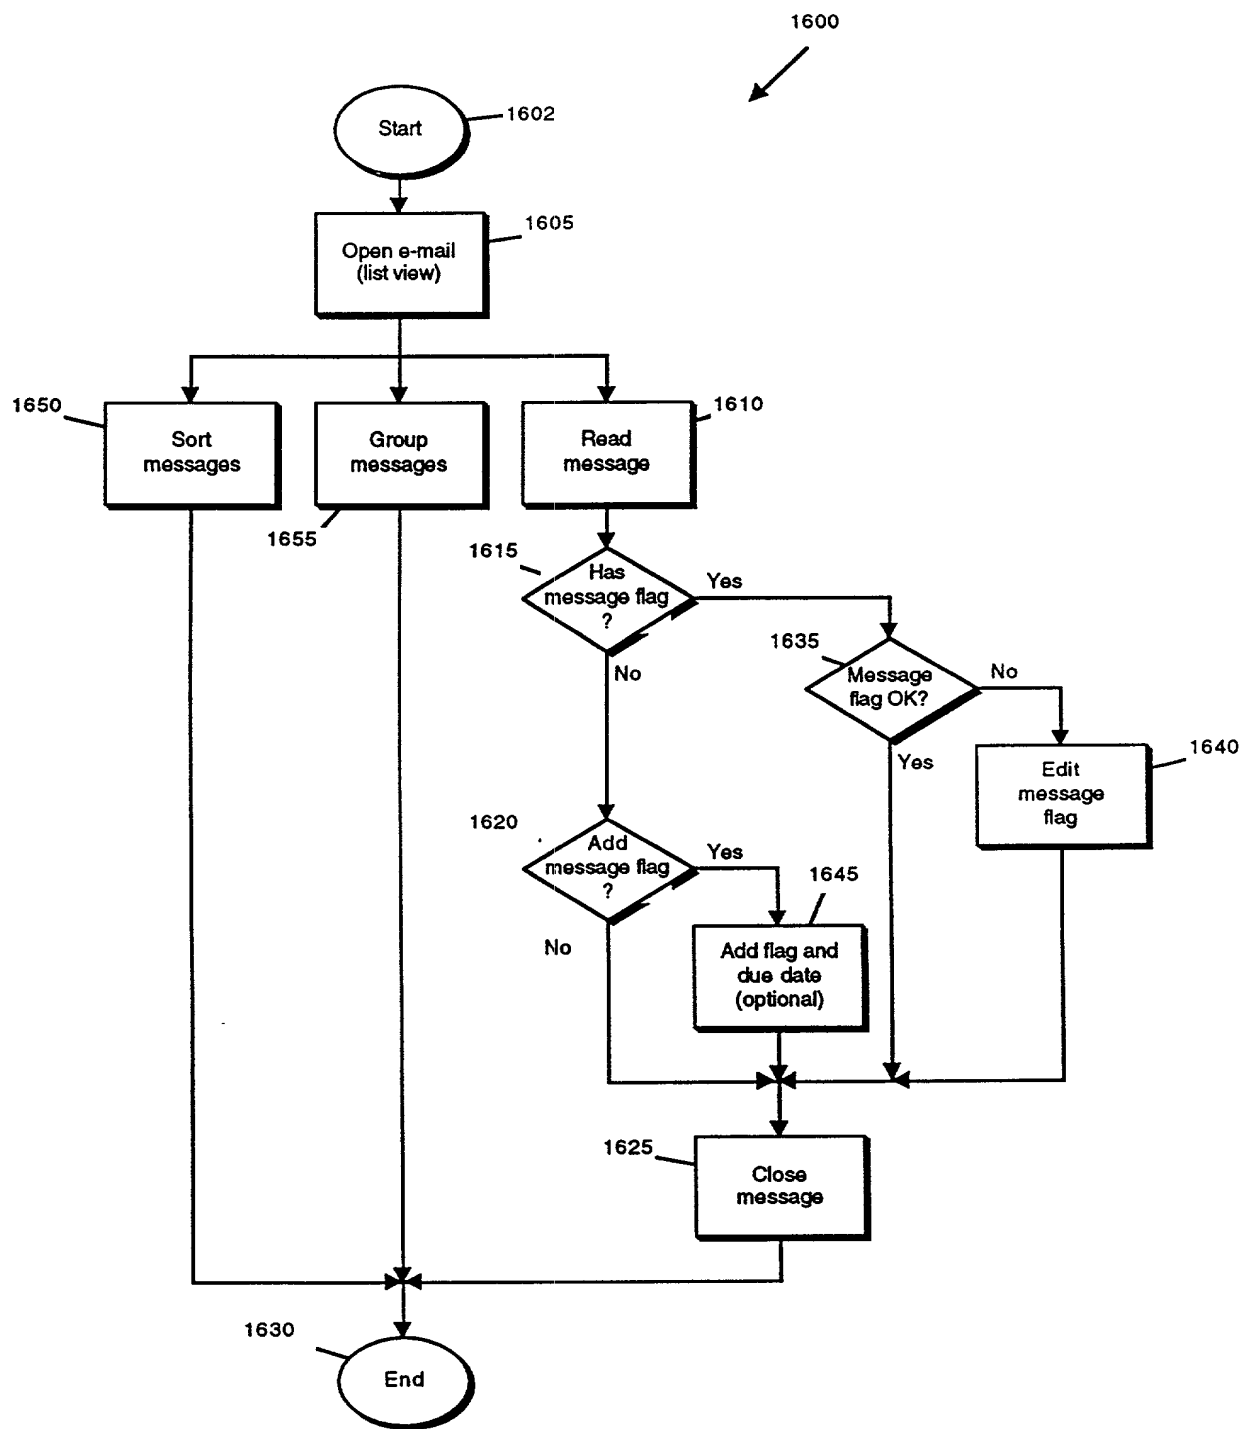 1600
Start
1602
1605
Open e-mail
(list view)
1650
Sort
messages
Group
messages
1655
1610
Read
message
1615
Has
message flag
?
Yes
No
1635
Message
flag OK?
No
Yes
1640
Edit
message
flag
1620
Add
message flag
?
Yes
No
1645
Add flag and
due date
(optional)
1625
Close
message
1630
End